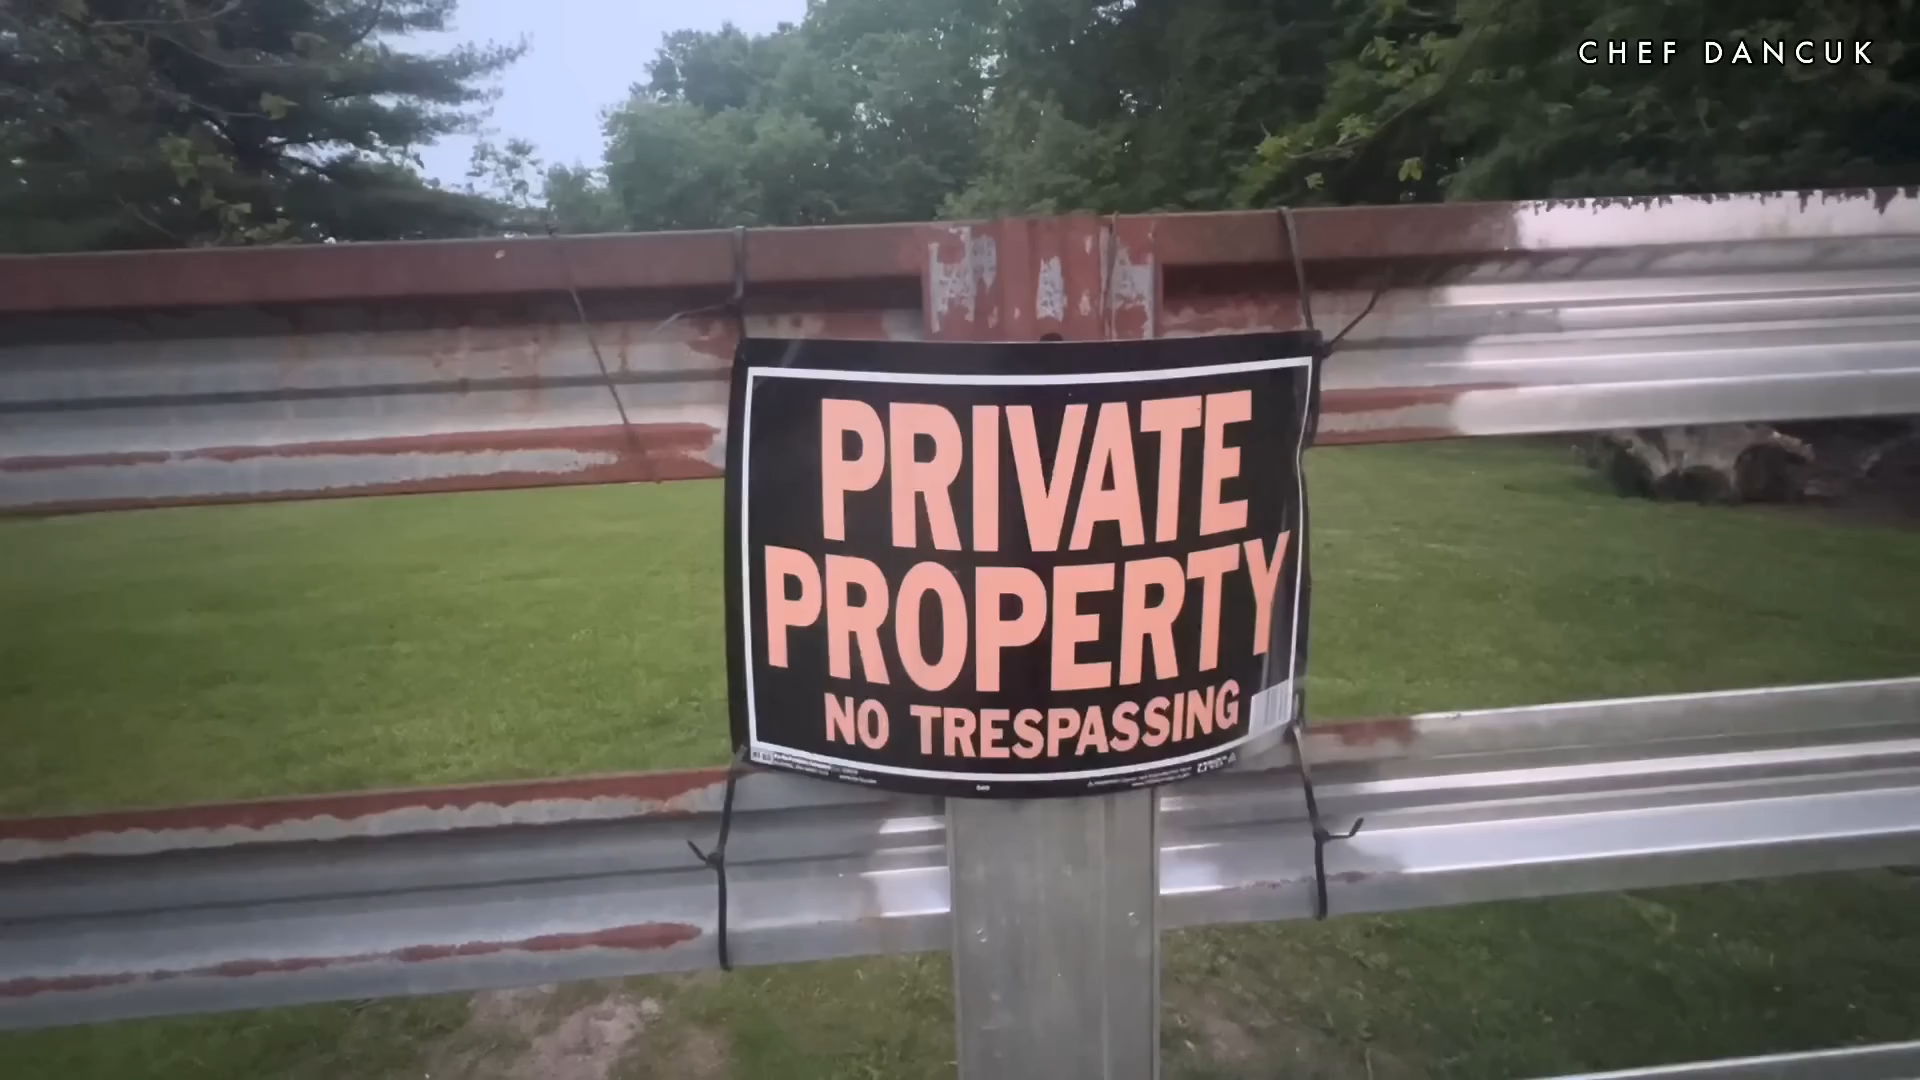 CHEF DANCUK
PRIVATE
PROPERTY
NO TRESPASSING